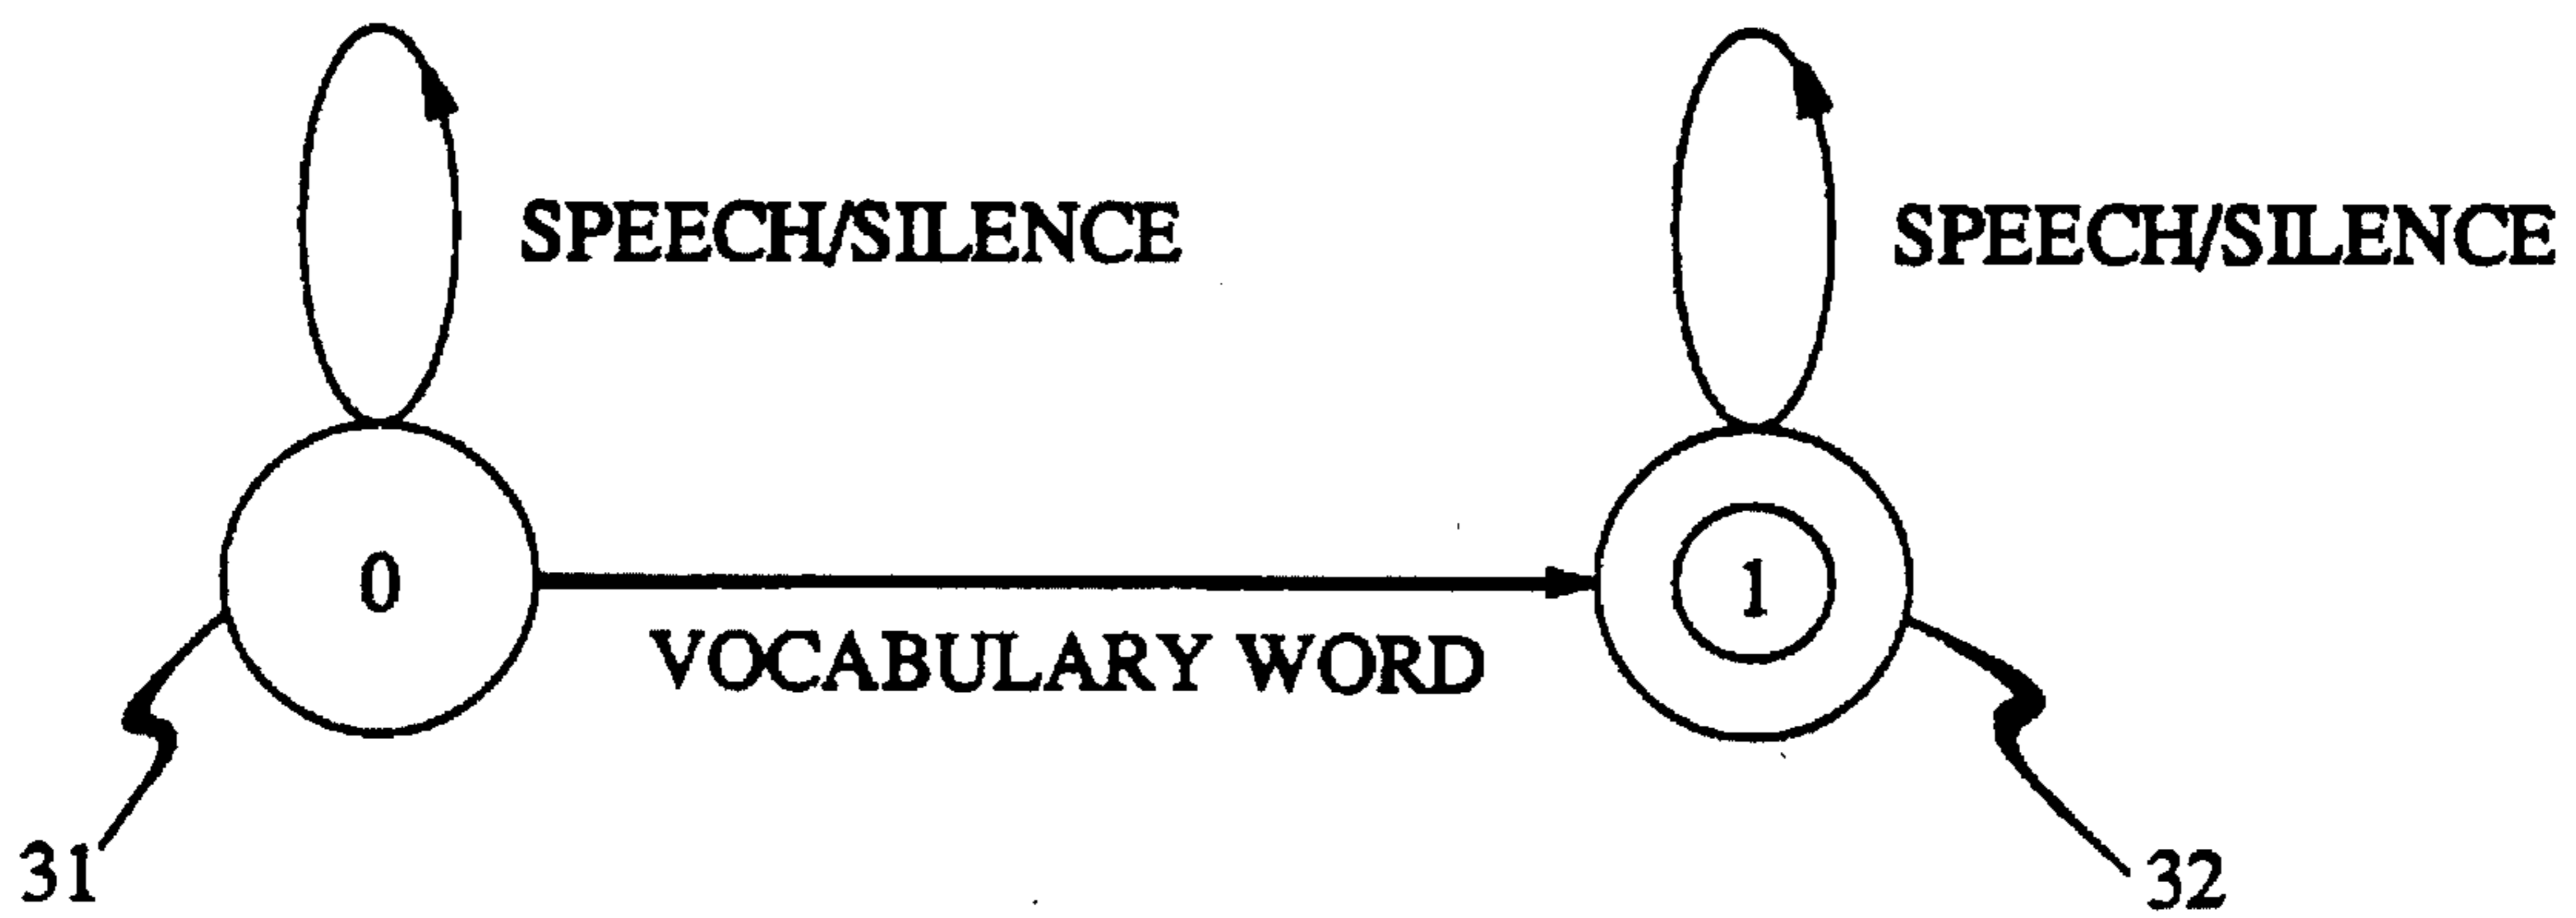 SPEECH/SILENCE
SPEECH/SILENCE
0
1
VOCABULARY WORD
31
32